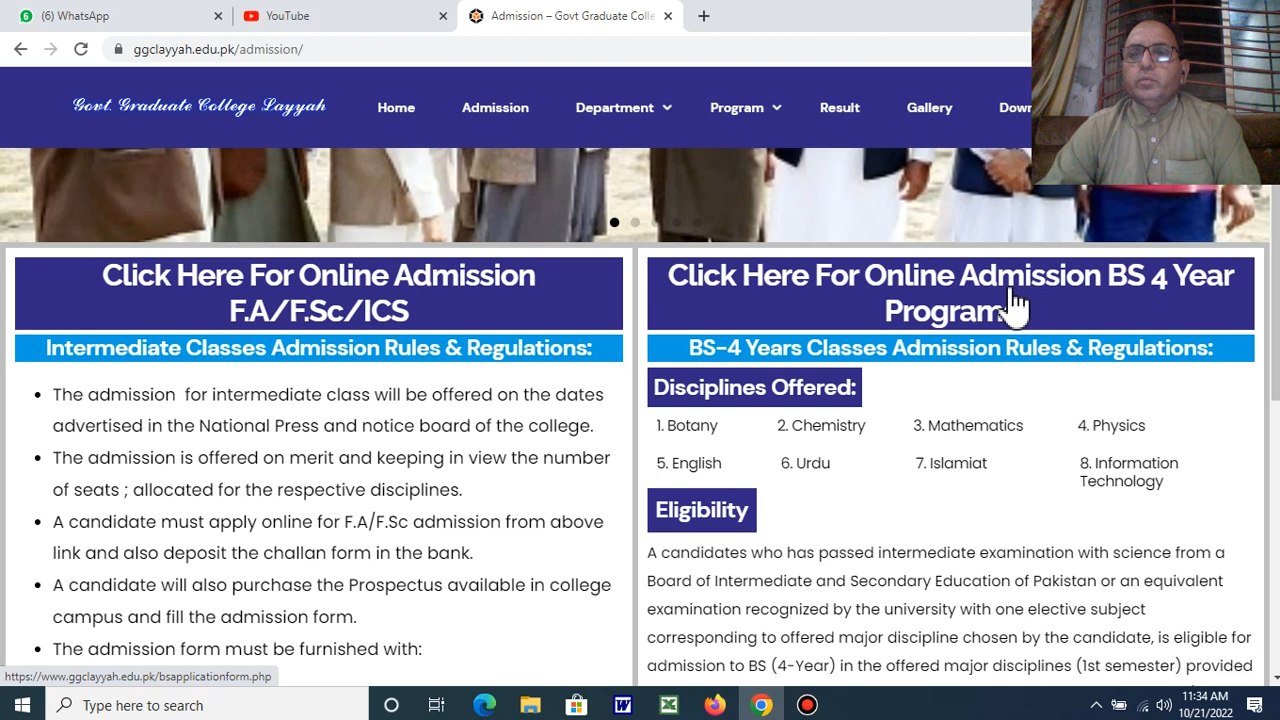 (6) WhatsApp
YouTube
Admission – Govt Graduate Colle
ggclayyah.edu.pk/admission/
Govt. Graduate College Layyah
Home
Admission
Department
Program
Result
Gallery
Click Here For Online Admission
F.A/F.Sc/ICS
Intermediate Classes Admission Rules & Regulations:
The admission for intermediate class will be offered on the dates
advertised in the National Press and notice board of the college.
The admission is offered on merit and keeping in view the number
of seats ; allocated for the respective disciplines.
A candidate must apply online for F.A/F.Sc admission from above
link and also deposit the challan form in the bank.
A candidate will also purchase the Prospectus available in college
campus and fill the admission form.
The admission form must be furnished with:
Click Here For Online Admission BS 4 Year
Program
BS-4 Years Classes Admission Rules & Regulations:
Disciplines Offered:
1. Botany 2. Chemistry 3. Mathematics 4. Physics
5. English 6. Urdu 7. Islamiat 8. Information
Technology
Eligibility
A candidates who has passed intermediate examination with science from a
Board of Intermediate and Secondary Education of Pakistan or an equivalent
examination recognized by the university with one elective subject
corresponding to offered major discipline chosen by the candidate, is eligible for
admission to BS (4-Year) in the offered major disciplines (1st semester) provided
https://www.ggclayyah.edu.pk/bsapplicationform.php
Type here to search
11:34 AM
10/21/2022